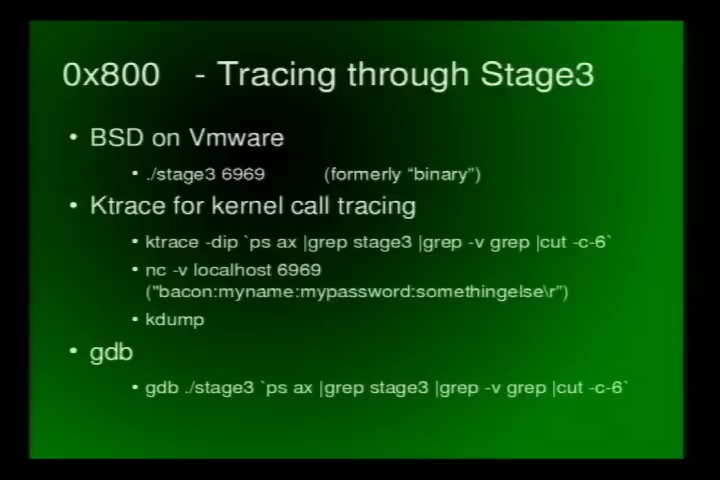 0x800 - Tracing through Stage3
• BSD on Vmware
• ./stage3 6969 (formerly “binary”)
• Ktrace for kernel call tracing
• ktrace -dip `ps ax |grep stage3 |grep -v grep |cut -c-6`
• nc -v localhost 6969
("bacon:myname:mypassword:somethingelse\r”)
• kdump
• gdb
• gdb ./stage3 `ps ax |grep stage3 |grep -v grep |cut -c-6`